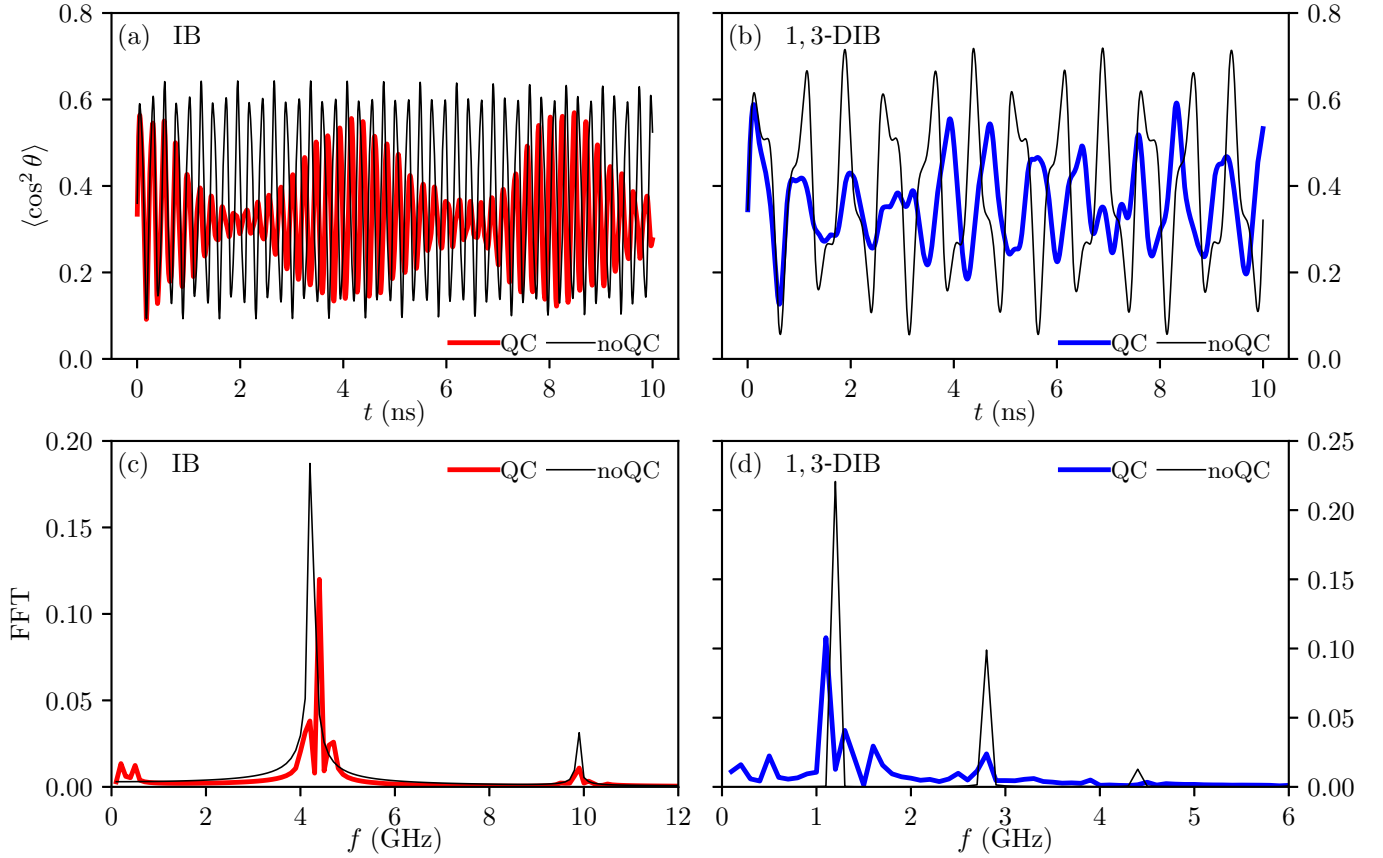 (a) IB
0.8
0.6
0.4
0.2
0.0
⟨cos² θ⟩
QC noQC
0 2 4 6 8 10
t (ns)
(b) 1, 3-DIB
0.8
0.6
0.4
0.2
0.0
QC noQC
0 2 4 6 8 10
t (ns)
(c) IB
QC noQC
0.20
0.15
0.10
0.05
0.00
FFT
0 2 4 6 8 10 12
f (GHz)
(d) 1, 3-DIB
QC noQC
0.25
0.20
0.15
0.10
0.05
0.00
0 1 2 3 4 5 6
f (GHz)